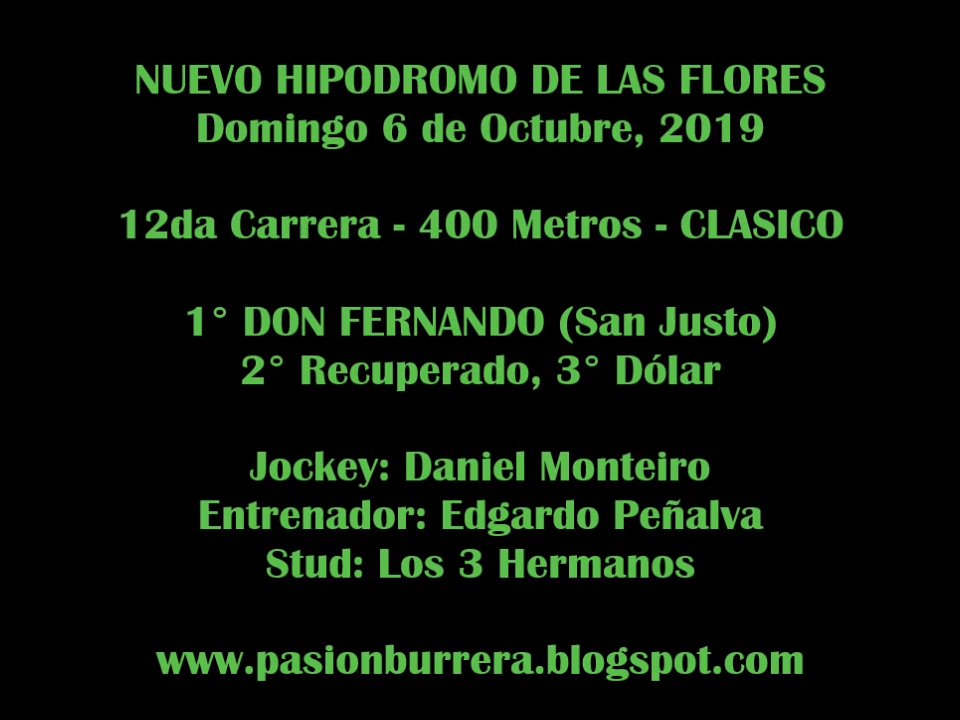 NUEVO HIPODROMO DE LAS FLORES
Domingo 6 de Octubre, 2019
12da Carrera - 400 Metros - CLASICO
1° DON FERNANDO (San Justo)
2° Recuperado, 3° Dólar
Jockey: Daniel Monteiro
Entrenador: Edgardo Peñalva
Stud: Los 3 Hermanos
www.pasionburrera.blogspot.com